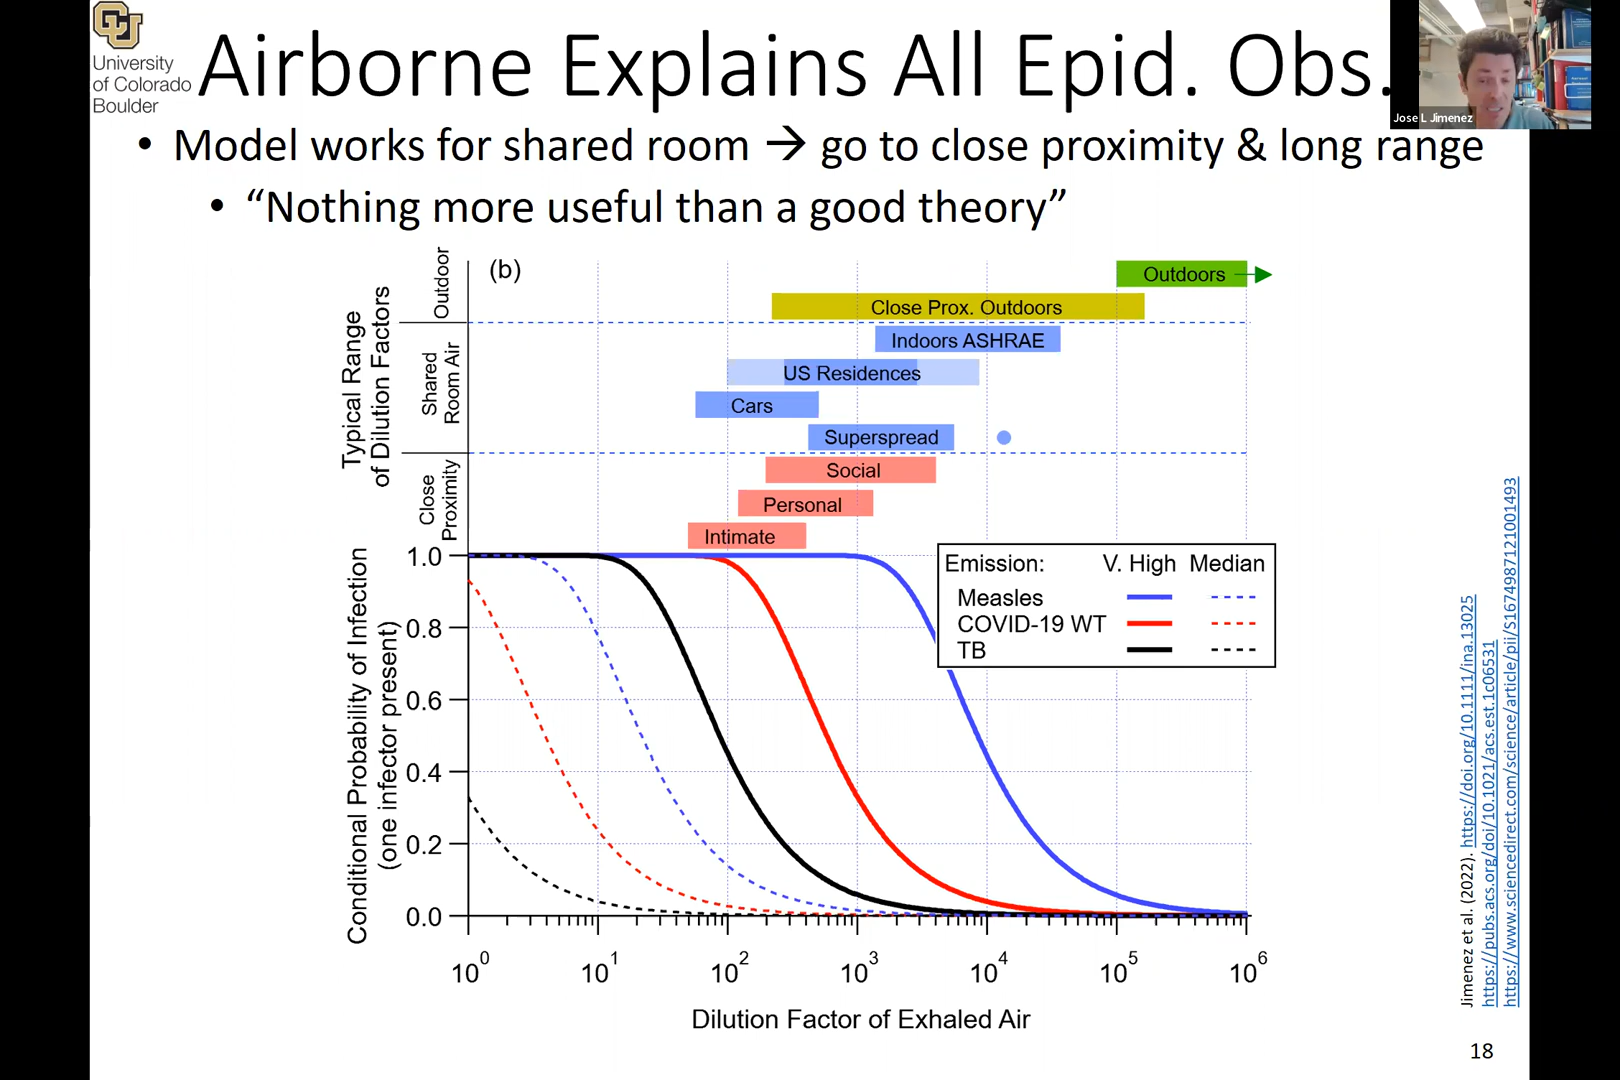 University
of Colorado
Boulder
Airborne Explains All Epid. Obs.
Jose L Jimenez
• Model works for shared room → go to close proximity & long range
• “Nothing more useful than a good theory”
(b)
Typical Range
of Dilution Factors
Outdoor
Shared
Room Air
Close
Proximity
Outdoors
Close Prox. Outdoors
Indoors ASHRAE
US Residences
Cars
Superspread
Social
Personal
Intimate
Emission: V. High Median
Measles
COVID-19 WT
TB
Conditional Probability of Infection
(one infector present)
1.0
0.8
0.6
0.4
0.2
0.0
10⁰ 10¹ 10² 10³ 10⁴ 10⁵ 10⁶
Dilution Factor of Exhaled Air
Jimenez et al. (2022). https://doi.org/10.1111/ina.13025
https://pubs.acs.org/doi/10.1021/acs.est.1c06531
https://www.sciencedirect.com/science/article/pii/S1674987121001493
18